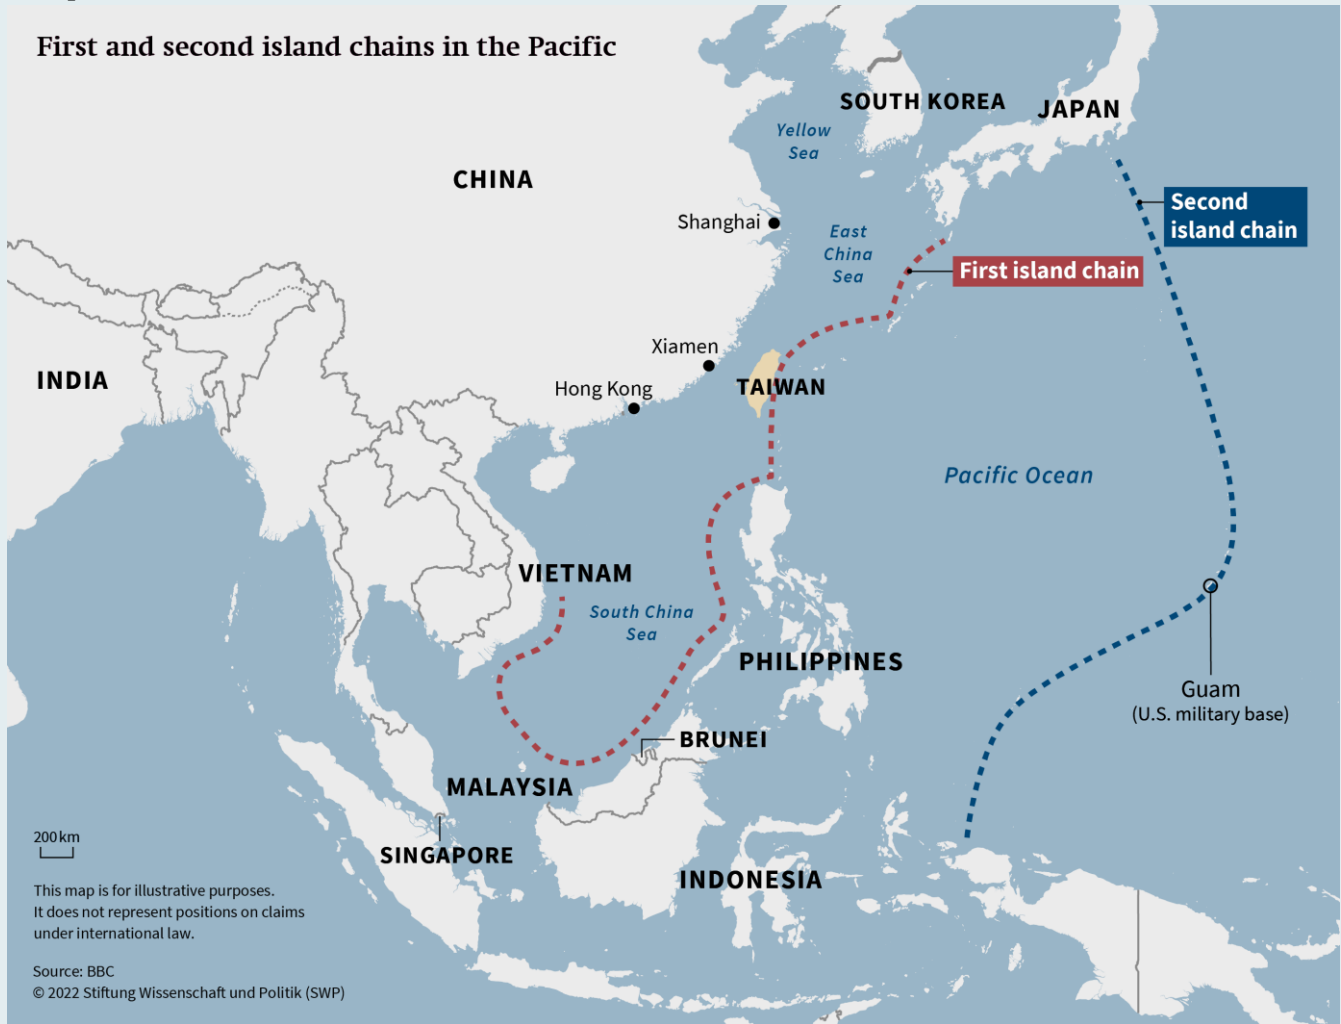 First and second island chains in the Pacific
SOUTH KOREA
JAPAN
Yellow
Sea
CHINA
Second
island chain
Shanghai
East
China
Sea
First island chain
Xiamen
INDIA
Hong Kong
TAIWAN
Pacific Ocean
VIETNAM
South China
Sea
PHILIPPINES
Guam
(U.S. military base)
BRUNEI
MALAYSIA
200 km
SINGAPORE
INDONESIA
This map is for illustrative purposes.
It does not represent positions on claims
under international law.
Source: BBC
© 2022 Stiftung Wissenschaft und Politik (SWP)